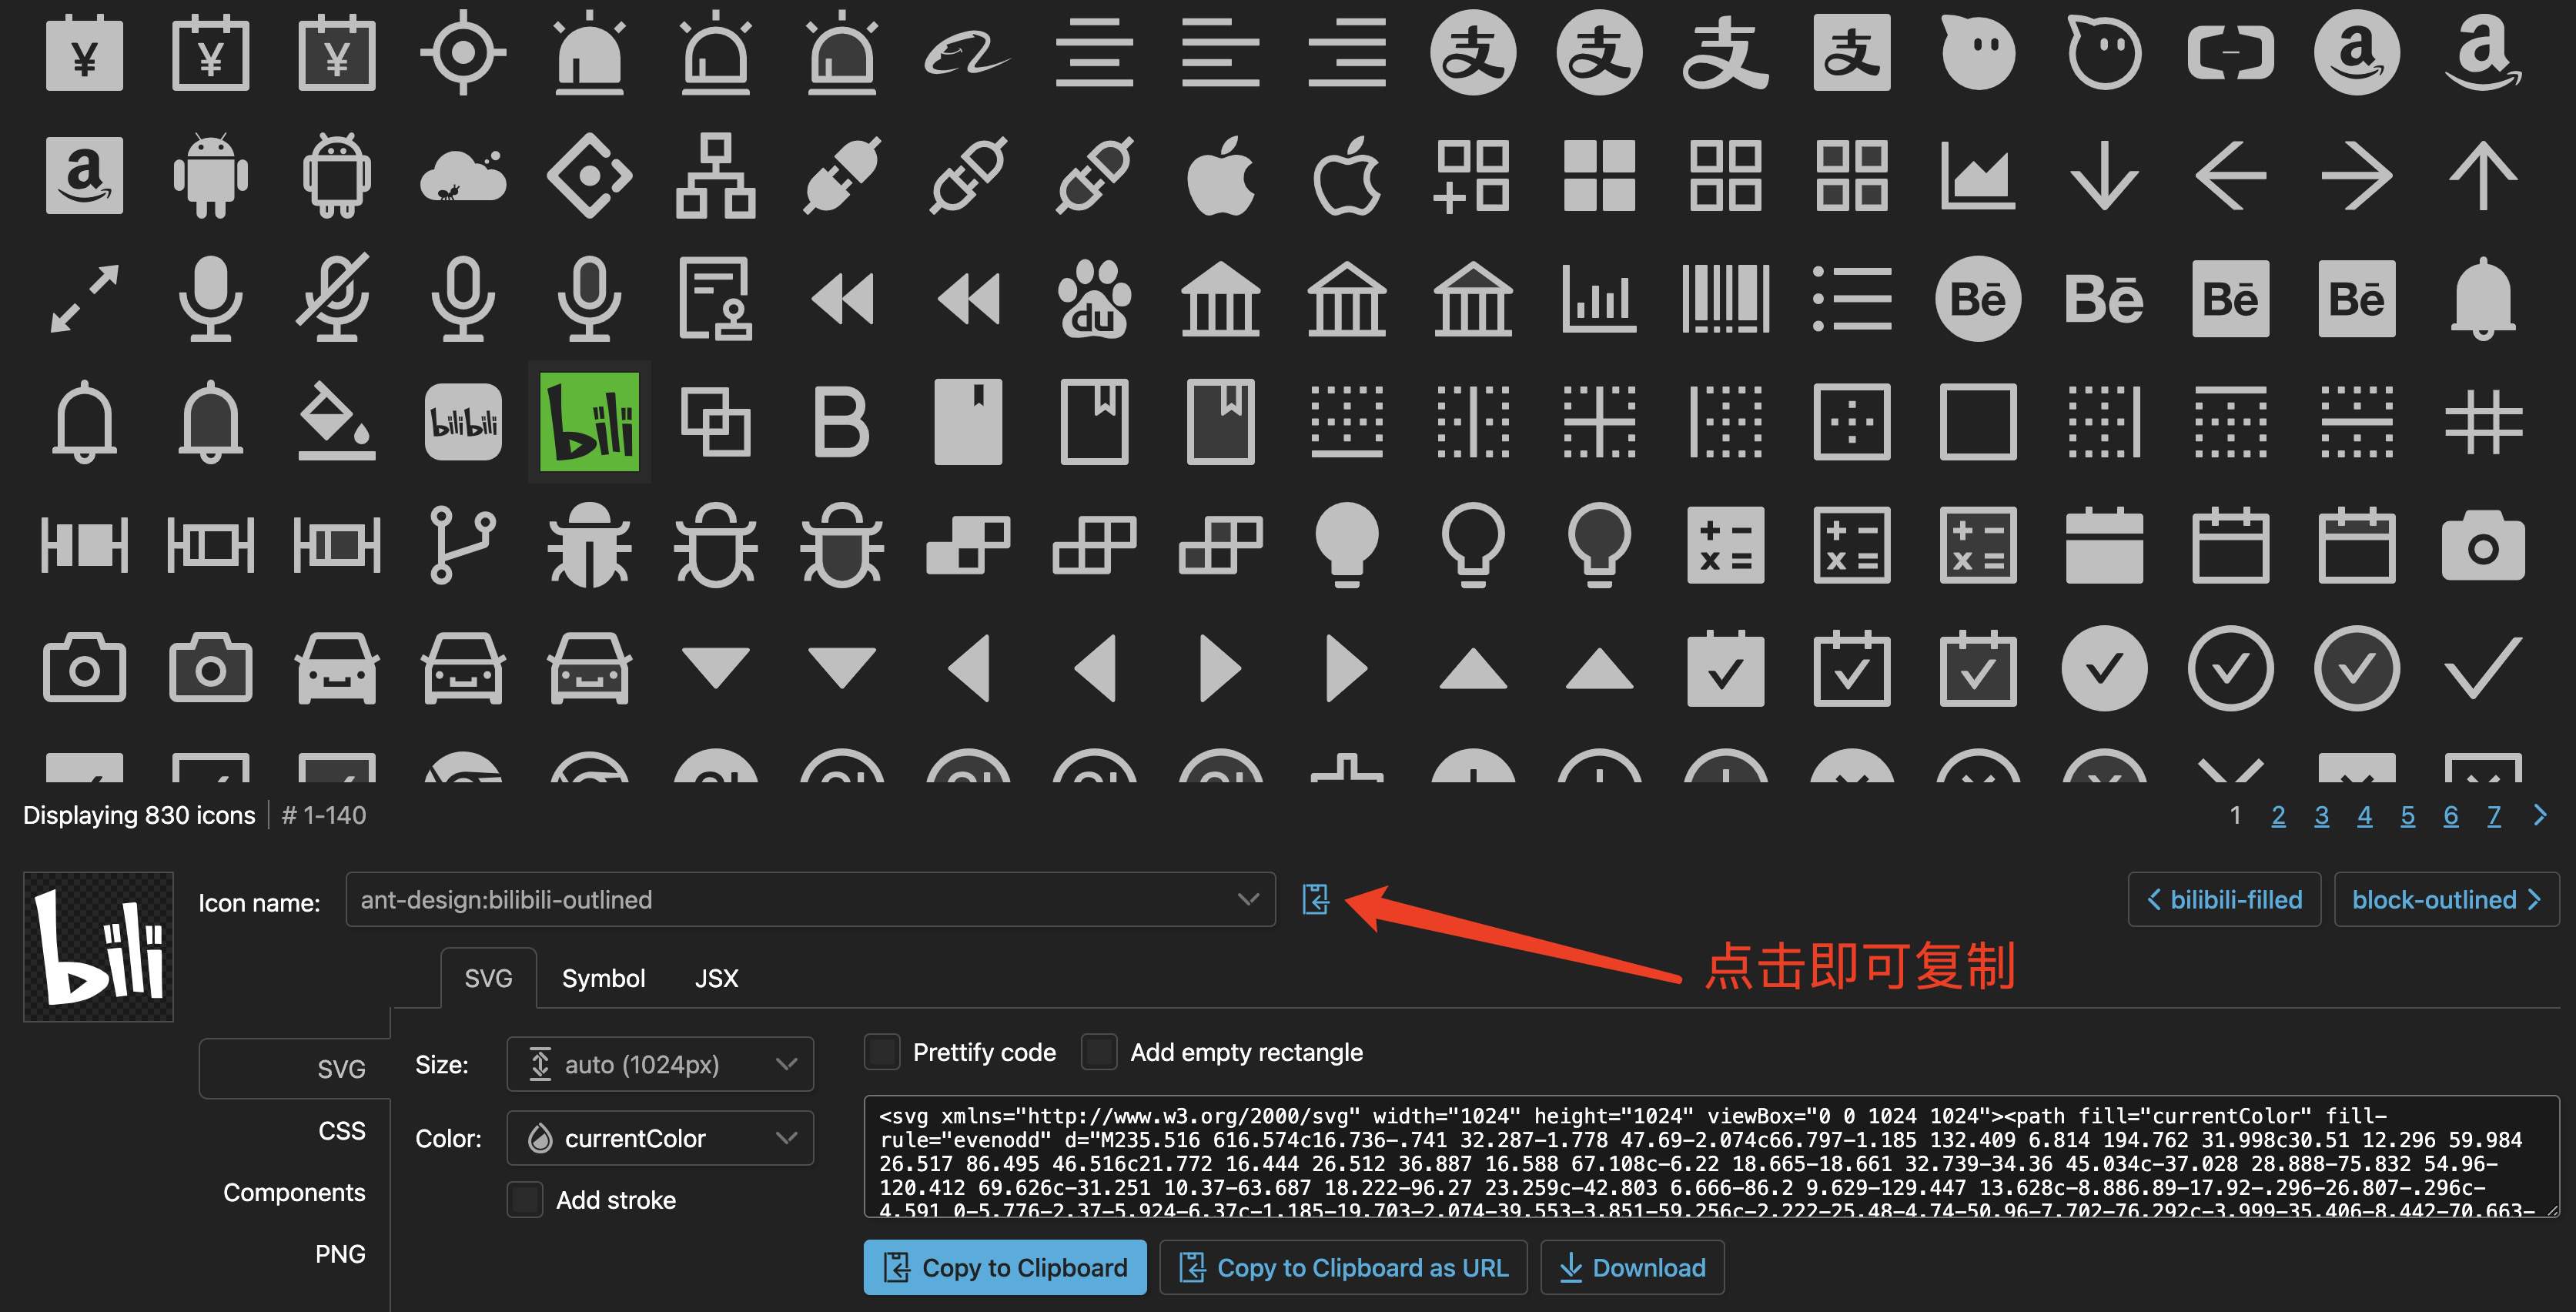 ¥ ¥ ¥ 支 支 支 支 a a
a
du Bē Bē Bē Bē
bilibili bili B
+ - × = + - × = + - × =
Displaying 830 icons # 1-140 1 2 3 4 5 6 7
bili Icon name: ant-design:bilibili-outlined bilibili-filled block-outlined
点击即可复制
SVG Symbol JSX
SVG Size: auto (1024px) Prettify code Add empty rectangle
<svg xmlns="http://www.w3.org/2000/svg" width="1024" height="1024" viewBox="0 0 1024 1024"><path fill="currentColor" fill-
CSS Color: currentColor rule="evenodd" d="M235.516 616.574c16.736-.741 32.287-1.778 47.69-2.074c66.797-1.185 132.409 6.814 194.762 31.998c30.51 12.296 59.984
26.517 86.495 46.516c21.772 16.444 26.512 36.887 16.588 67.108c-6.22 18.665-18.661 32.739-34.36 45.034c-37.028 28.888-75.832 54.96-
Components Add stroke 120.412 69.626c-31.251 10.37-63.687 18.222-96.27 23.259c-42.803 6.666-86.2 9.629-129.447 13.628c-8.886.89-17.92-.296-26.807-.296c-
4.591 0-5.776-2.37-5.924-6.37c-1.185-19.703-2.074-39.553-3.851-59.256c-2.222-25.48-4.74-50.96-7.702-76.292c-3.999-35.406-8.442-70.663-
PNG Copy to Clipboard Copy to Clipboard as URL Download